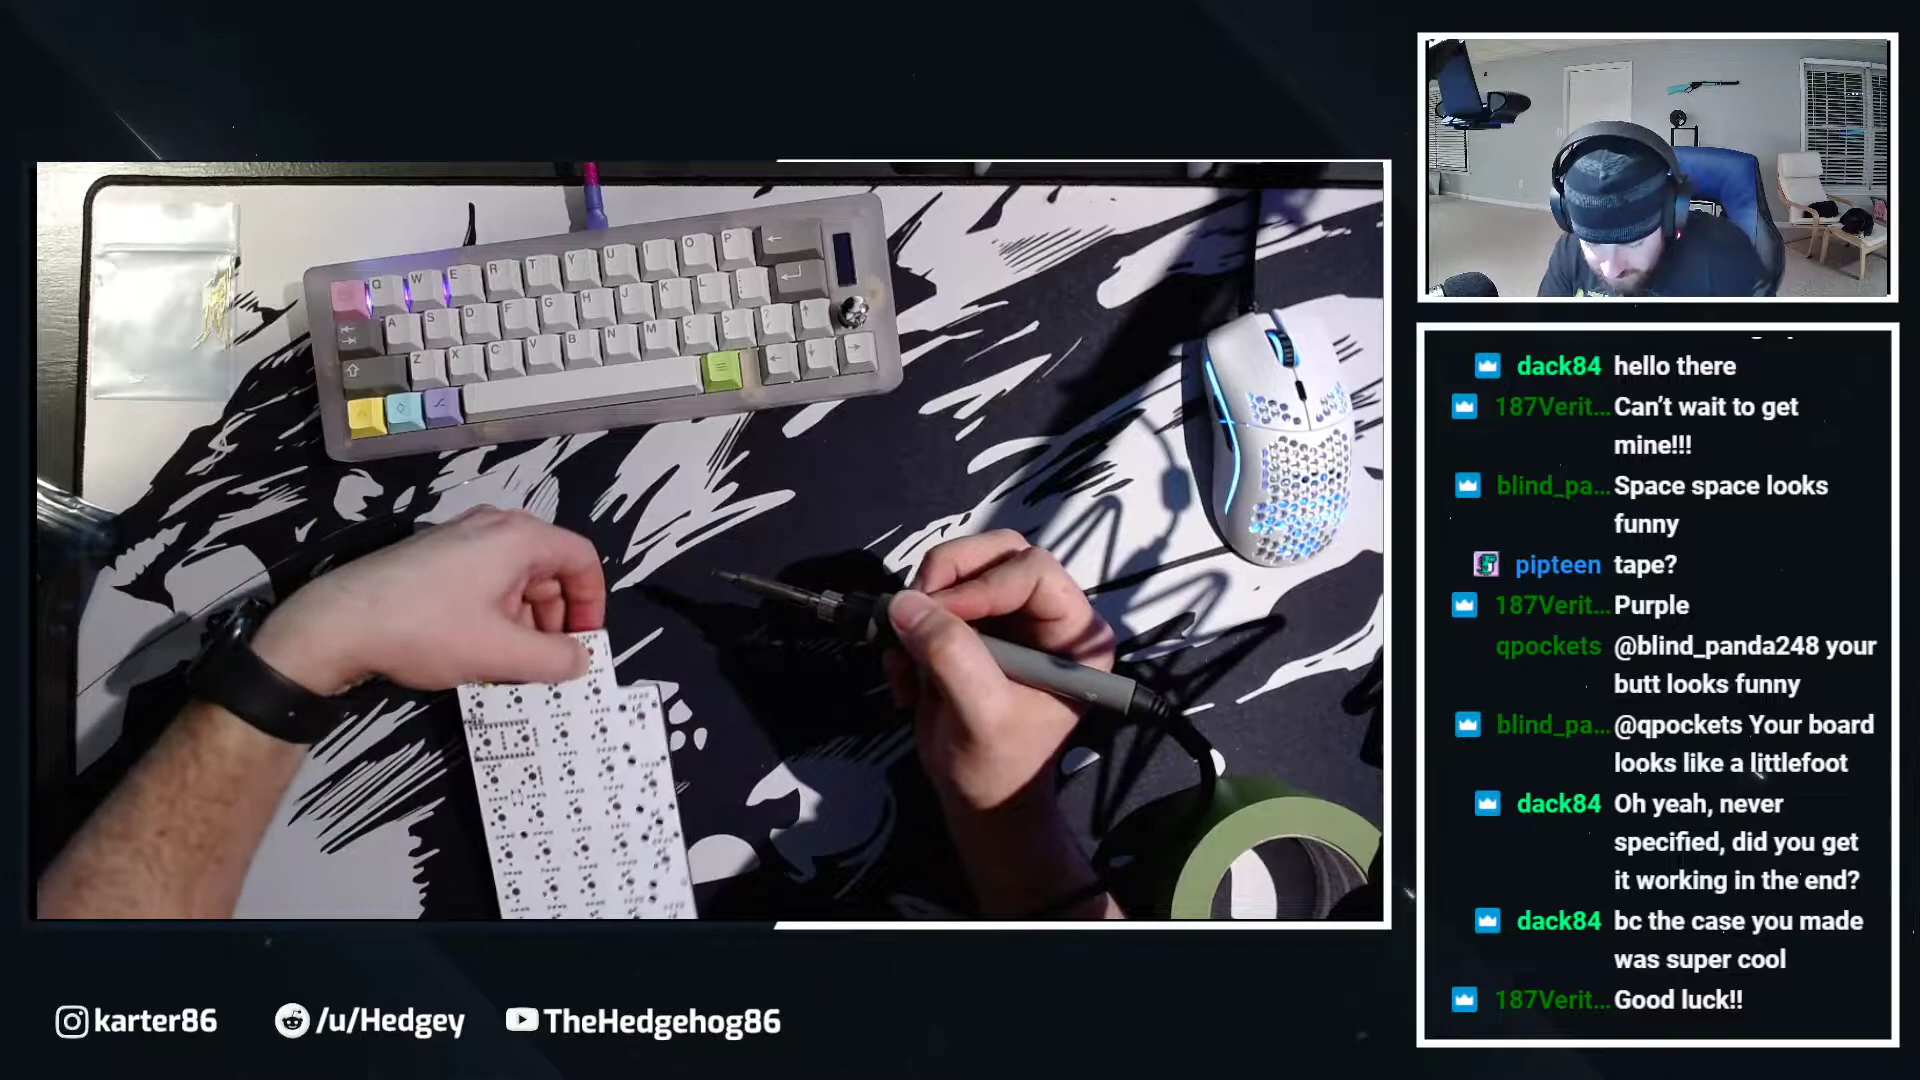 Q W E R T Y U I O P
A S D F G H J K L
Z X C V B N M < > ?
dack84 hello there
187Verit... Can't wait to get
mine!!!
blind_pa... Space space looks
funny
pipteen tape?
187Verit... Purple
qpockets @blind_panda248 your
butt looks funny
blind_pa... @qpockets Your board
looks like a littlefoot
dack84 Oh yeah, never
specified, did you get
it working in the end?
dack84 bc the case you made
was super cool
187Verit... Good luck!!
karter86 /u/Hedgey TheHedgehog86